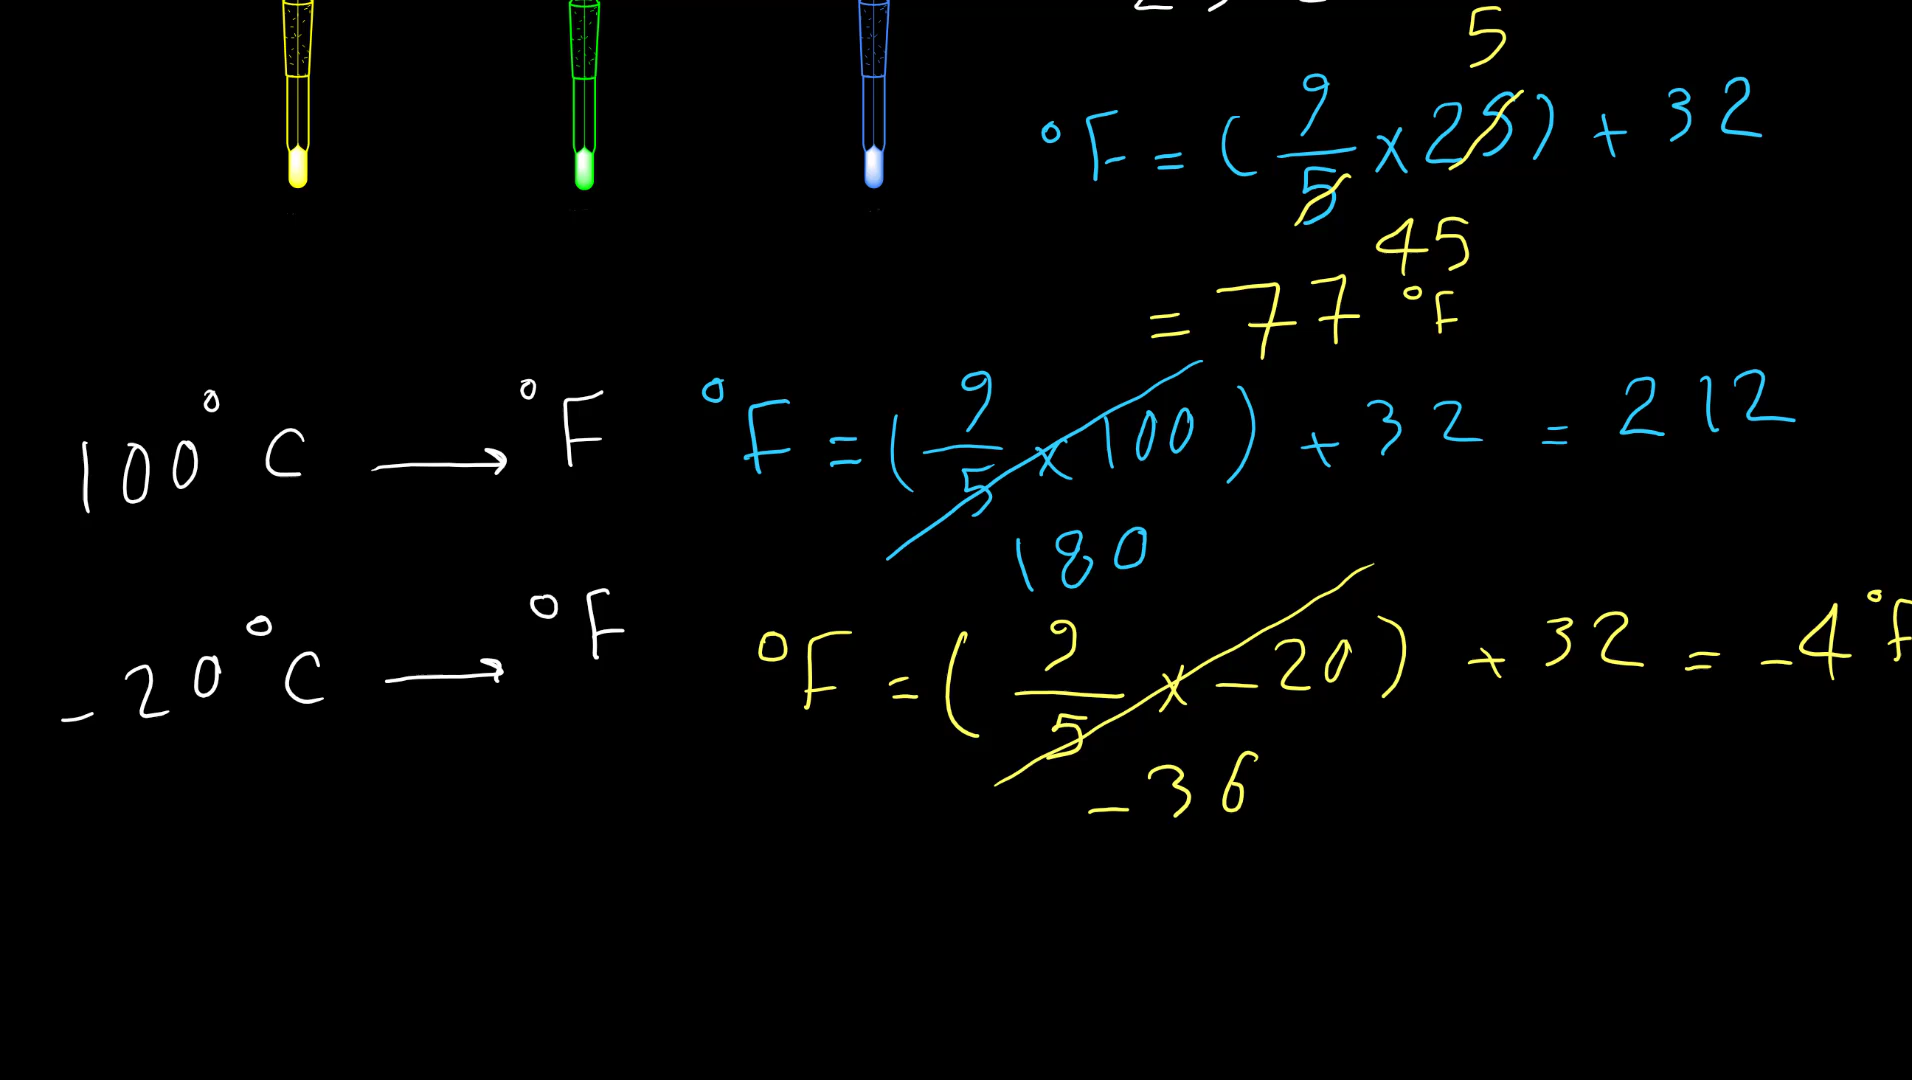 5
°F = (9/5 × 25) + 32
45
= 77 °F
100°C → °F °F = (9/5 × 100) + 32 = 212
180
-20°C → °F °F = (9/5 × -20) + 32 = -4°F
-36